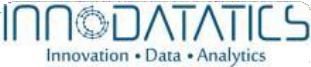 INNODATATICS
Innovation • Data • Analytics